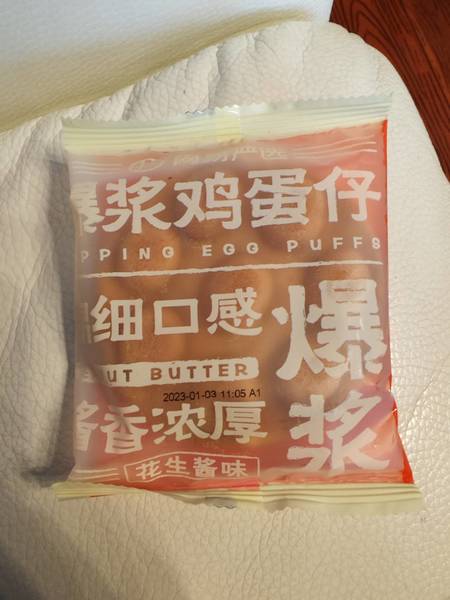 浆鸡蛋仔
PPING EGG PUFFS
细口感
爆浆
UT BUTTER
2023-01-03 11:05 A1
香浓厚
花生酱味